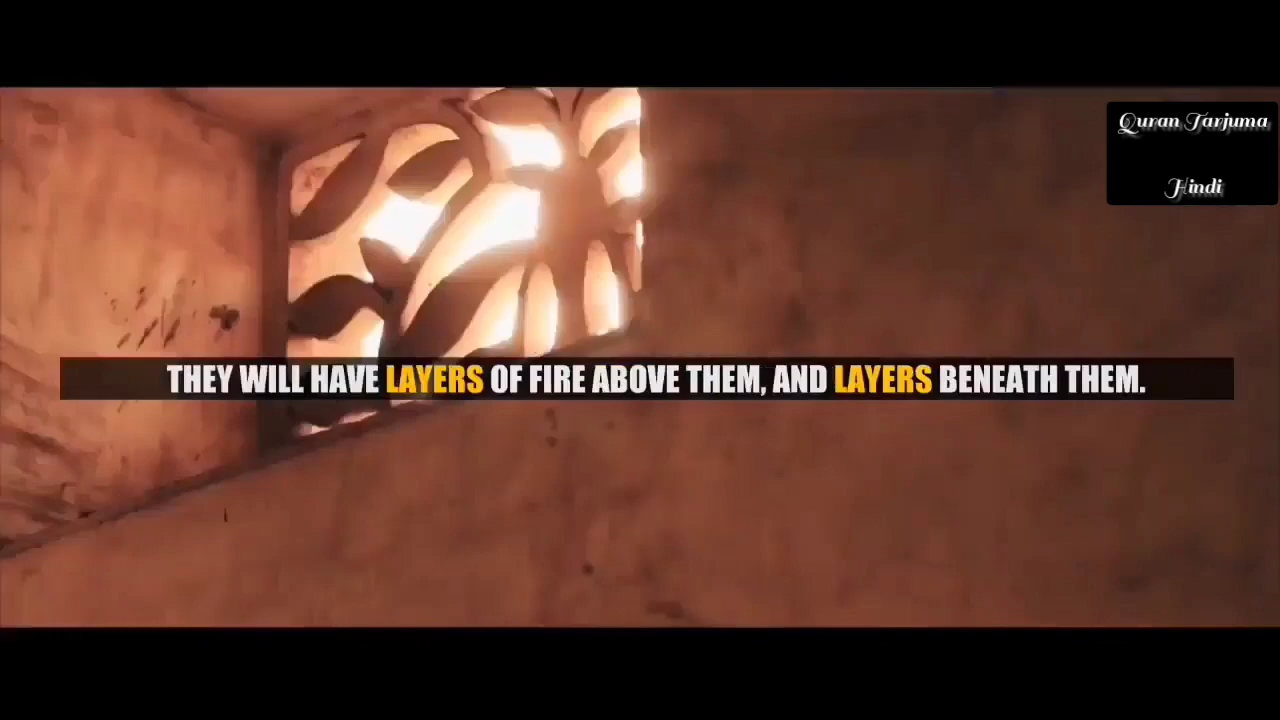 Quran Tarjuma
Hindi
THEY WILL HAVE LAYERS OF FIRE ABOVE THEM, AND LAYERS BENEATH THEM.